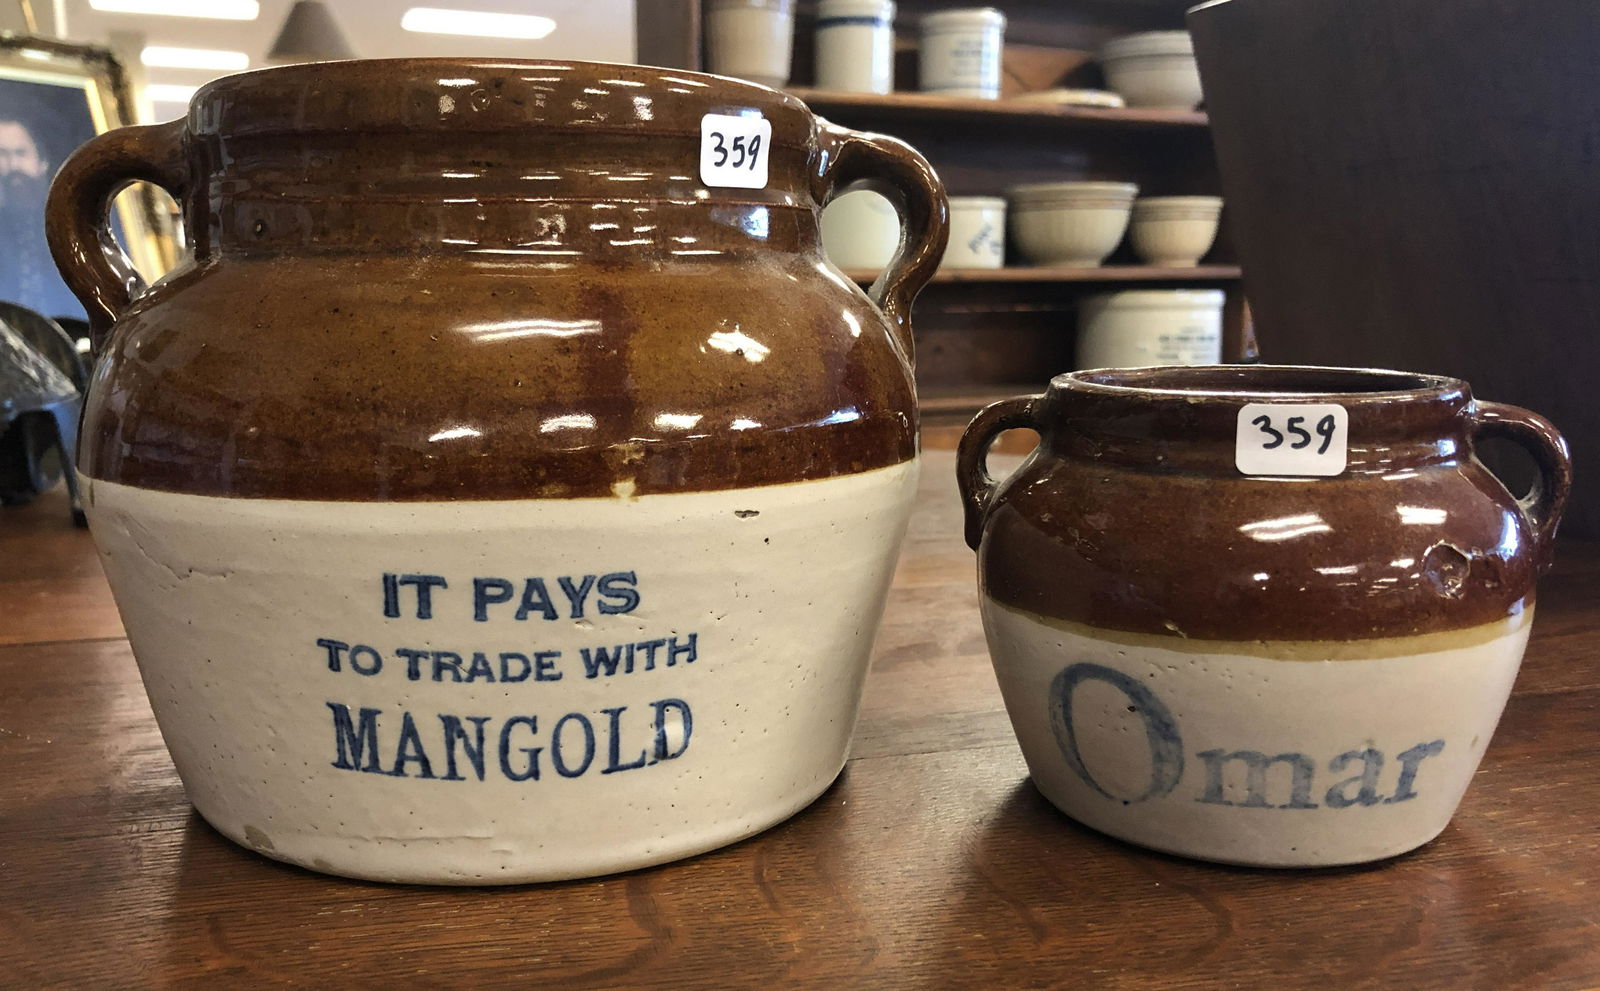 359
IT PAYS
TO TRADE WITH
MANGOLD
359
Omar